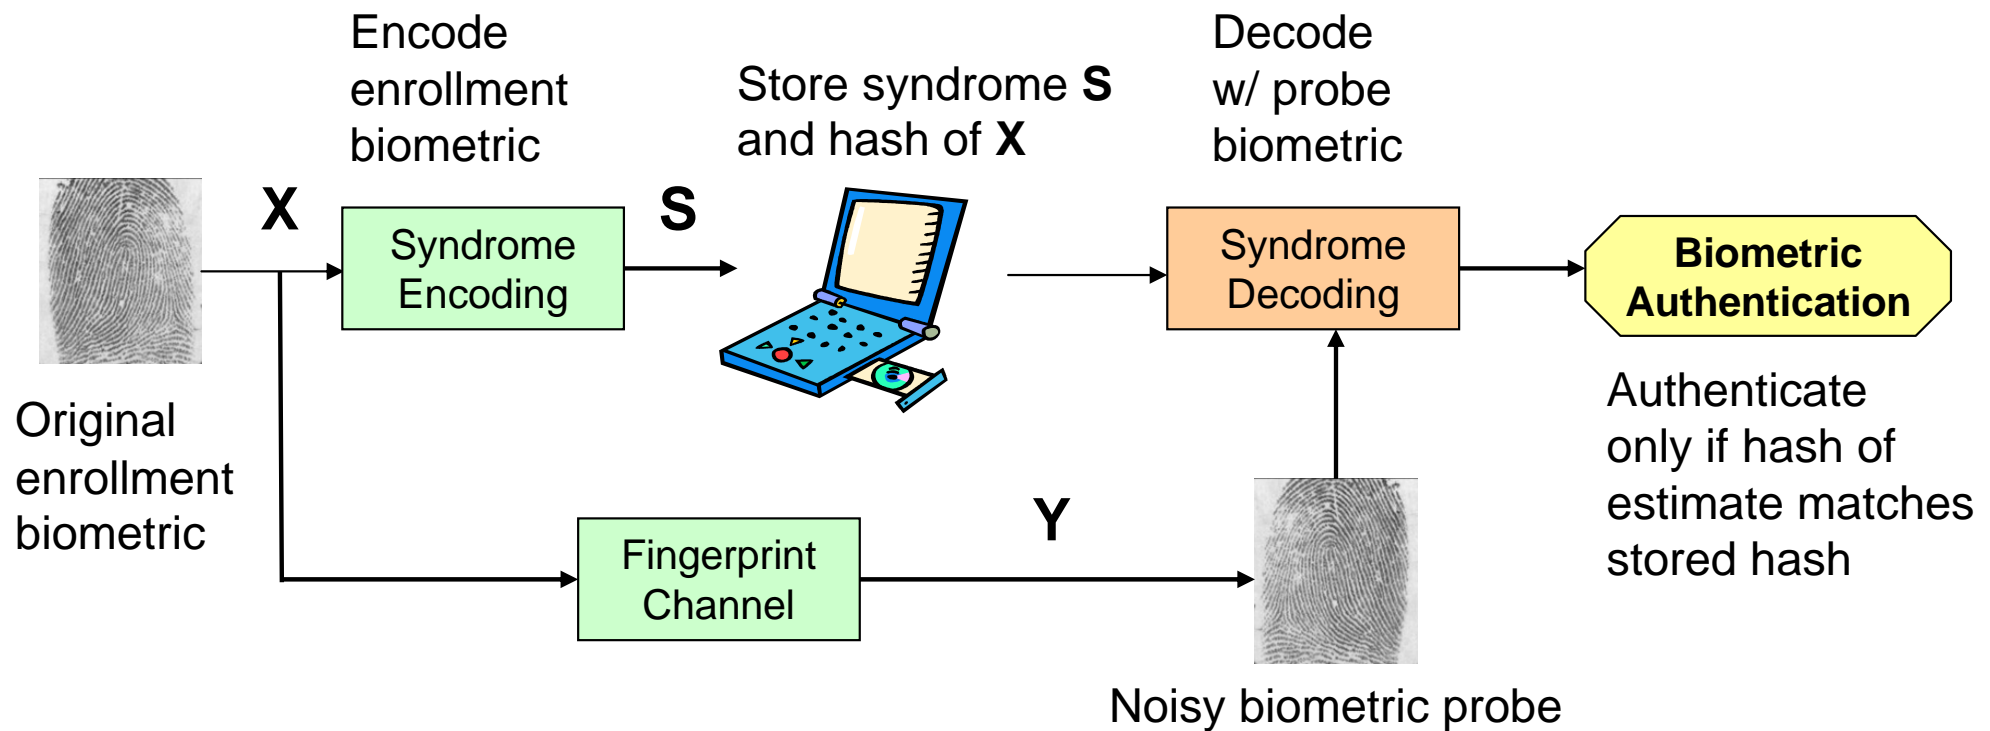 Encode
enrollment
biometric
Store syndrome S
and hash of X
Decode
w/ probe
biometric
X
Syndrome
Encoding
S
Syndrome
Decoding
Biometric
Authentication
Original
enrollment
biometric
Fingerprint
Channel
Y
Authenticate
only if hash of
estimate matches
stored hash
Noisy biometric probe